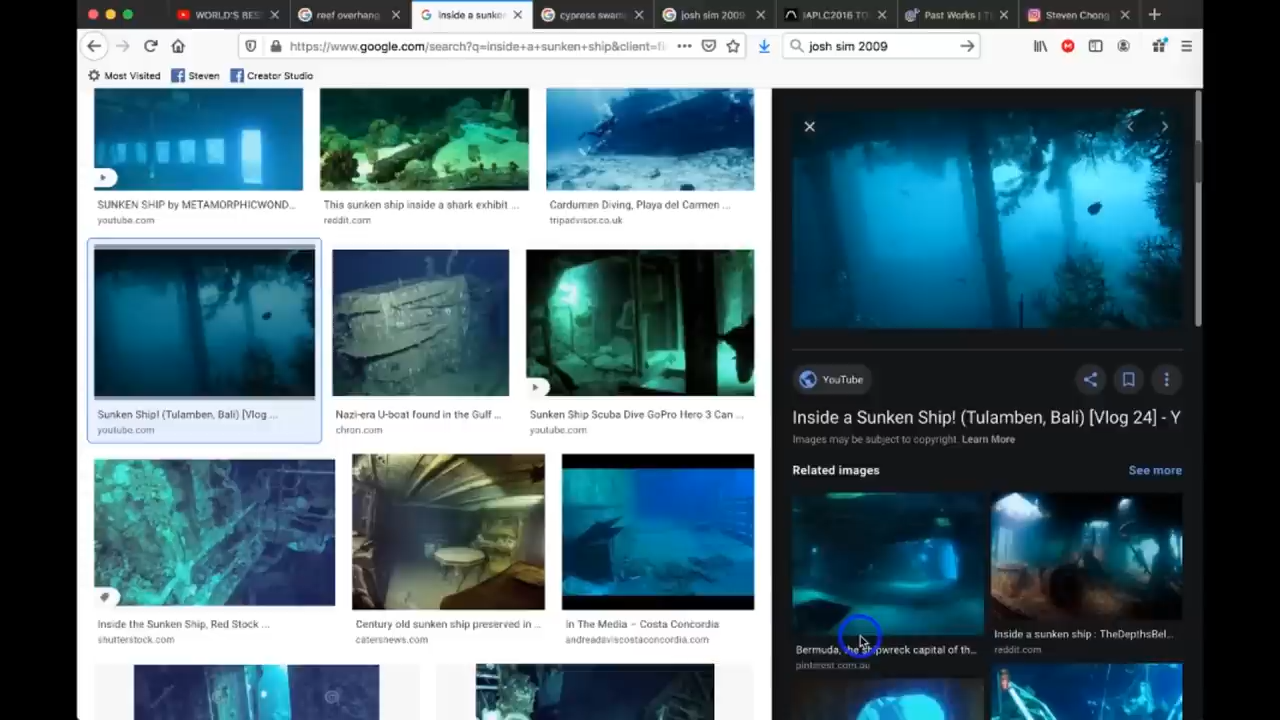 WORLD'S BES
reef overhang
inside a sunke
cypress swam
josh sim 2009
IAPLC2016 TO
Past Works | T
Steven Chong
https://www.google.com/search?q=inside+a+sunken+ship&client=fi
josh sim 2009
Most Visited
Steven
Creator Studio
SUNKEN SHIP by METAMORPHICWOND...
youtube.com
This sunken ship inside a shark exhibit ...
reddit.com
Cardumen Diving, Playa del Carmen ...
tripadvisor.co.uk
Sunken Ship! (Tulamben, Bali) [Vlog ...
youtube.com
Nazi-era U-boat found in the Gulf ...
chron.com
Sunken Ship Scuba Dive GoPro Hero 3 Can ...
youtube.com
Inside the Sunken Ship, Red Stock ...
shutterstock.com
Century old sunken ship preserved in ...
catersnews.com
In The Media – Costa Concordia
andreadaviscostaconcordia.com
YouTube
Inside a Sunken Ship! (Tulamben, Bali) [Vlog 24] - Y
Images may be subject to copyright. Learn More
Related images
See more
Bermuda, the shipwreck capital of th...
pinterest.com.au
Inside a sunken ship : TheDepthsBel...
reddit.com